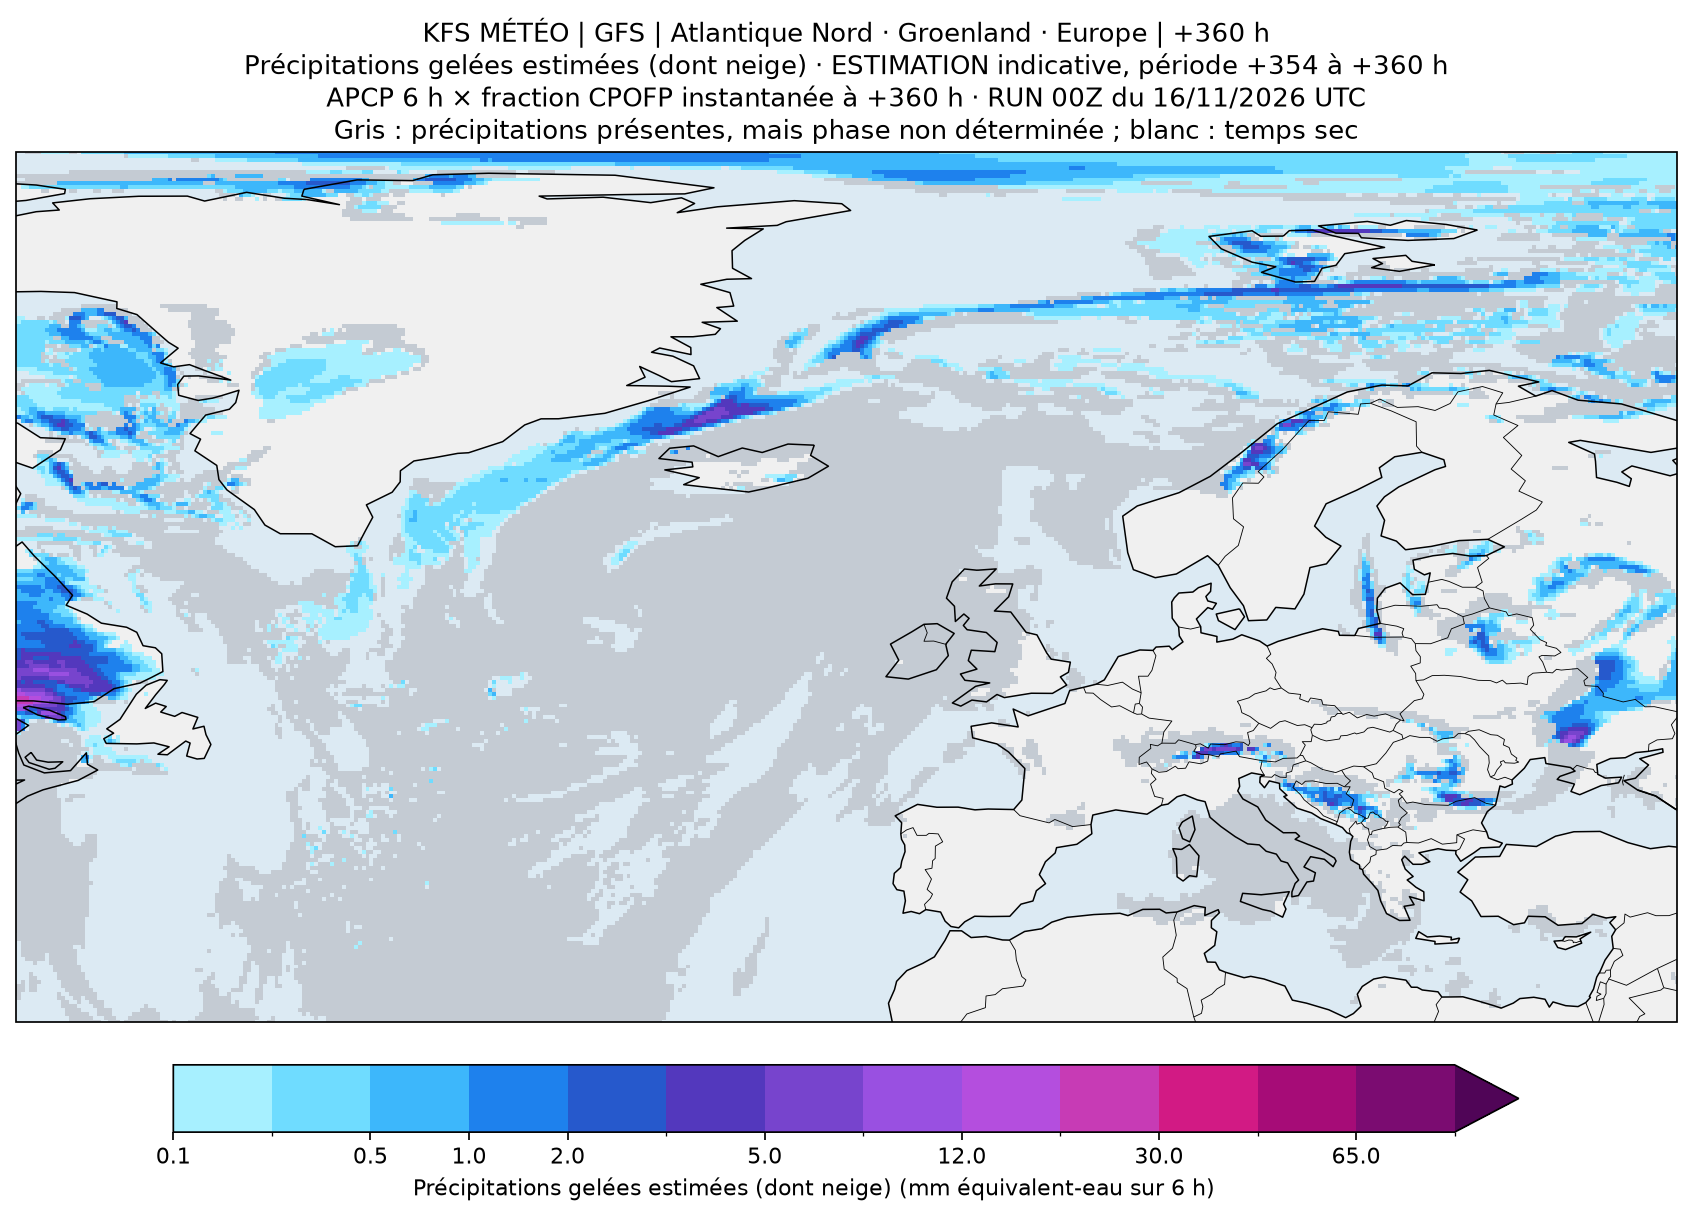 KFS MÉTÉO | GFS | Atlantique Nord · Groenland · Europe | +360 h
Précipitations gelées estimées (dont neige) · ESTIMATION indicative, période +354 à +360 h
APCP 6 h × fraction CPOFP instantanée à +360 h · RUN 00Z du 16/11/2026 UTC
Gris : précipitations présentes, mais phase non déterminée ; blanc : temps sec
0.1 0.5 1.0 2.0 5.0 12.0 30.0 65.0
Précipitations gelées estimées (dont neige) (mm équivalent-eau sur 6 h)